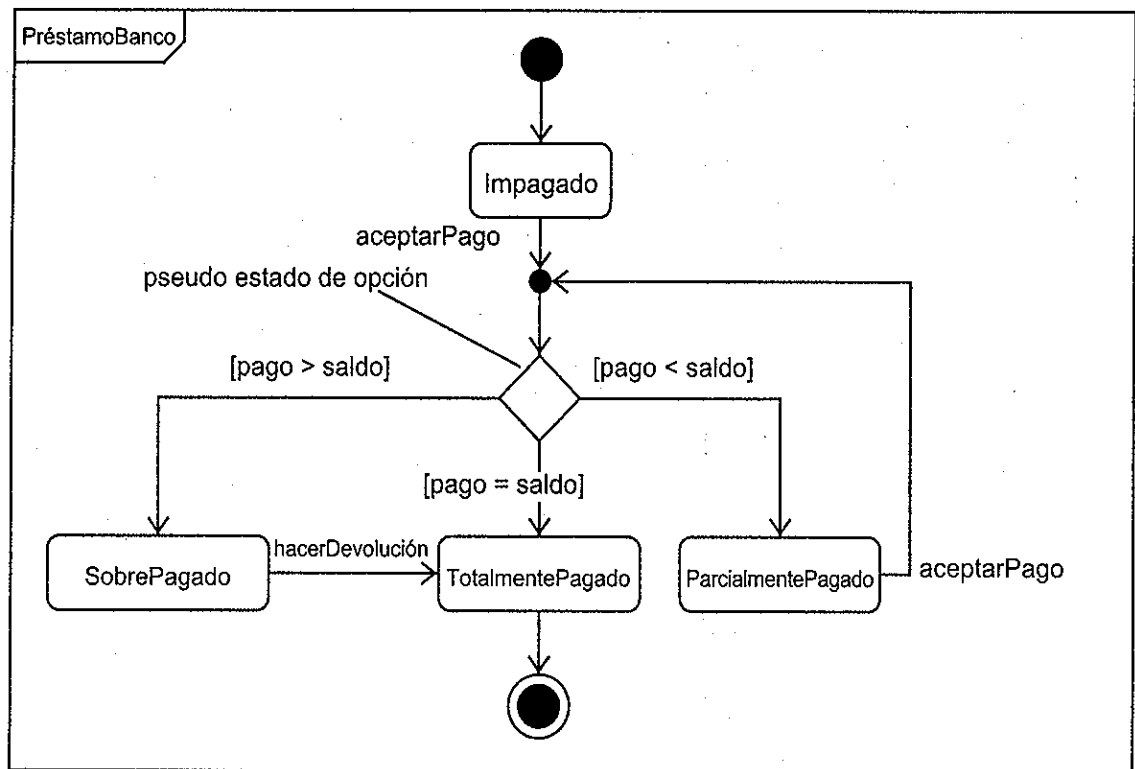 PréstamoBanco
Impagado
aceptarPago
pseudo estado de opción
[pago > saldo]
[pago < saldo]
[pago = saldo]
SobrePagado
hacerDevolución
TotalmentePagado
ParcialmentePagado
aceptarPago